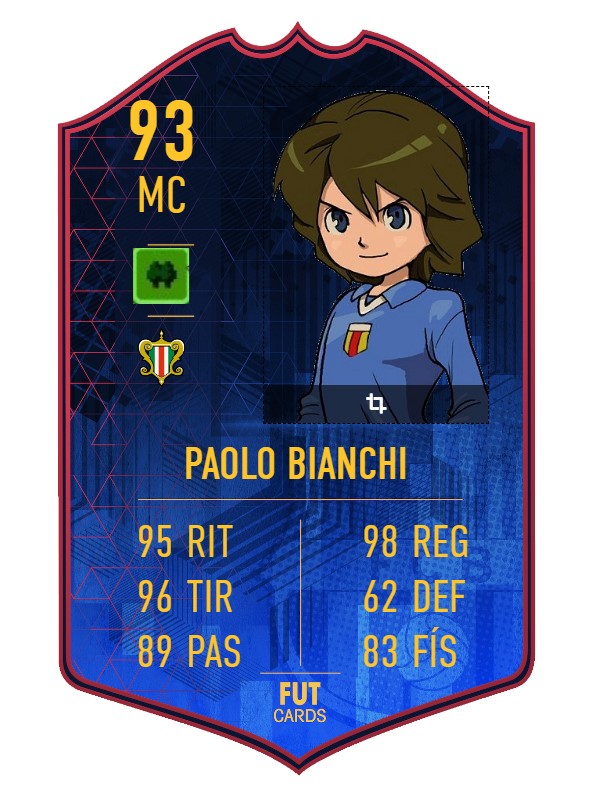 93
MC
PAOLO BIANCHI
95 RIT
96 TIR
89 PAS
98 REG
62 DEF
83 FÍS
FUT
CARDS